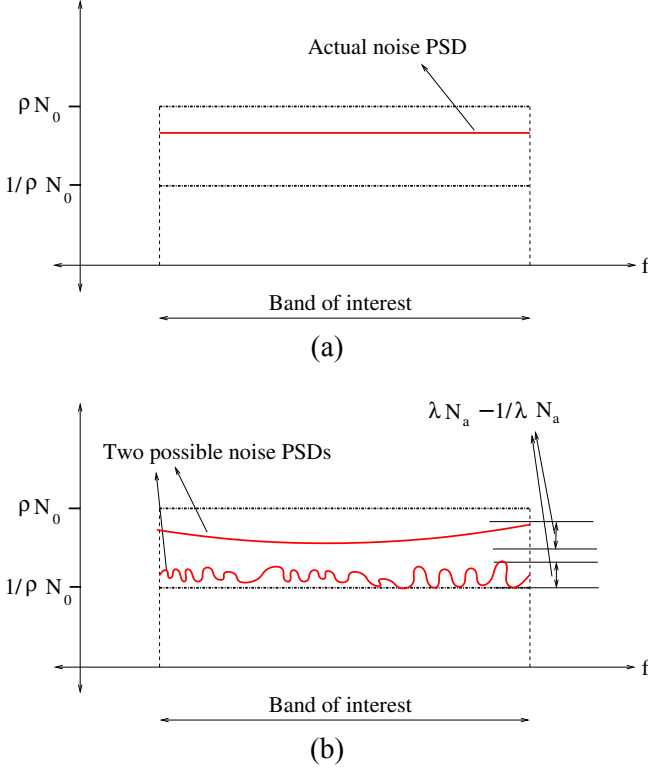 Actual noise PSD
ρ N₀
1/ρ N₀
f
Band of interest
(a)
λ Nₐ − 1/λ Nₐ
Two possible noise PSDs
ρ N₀
1/ρ N₀
f
Band of interest
(b)